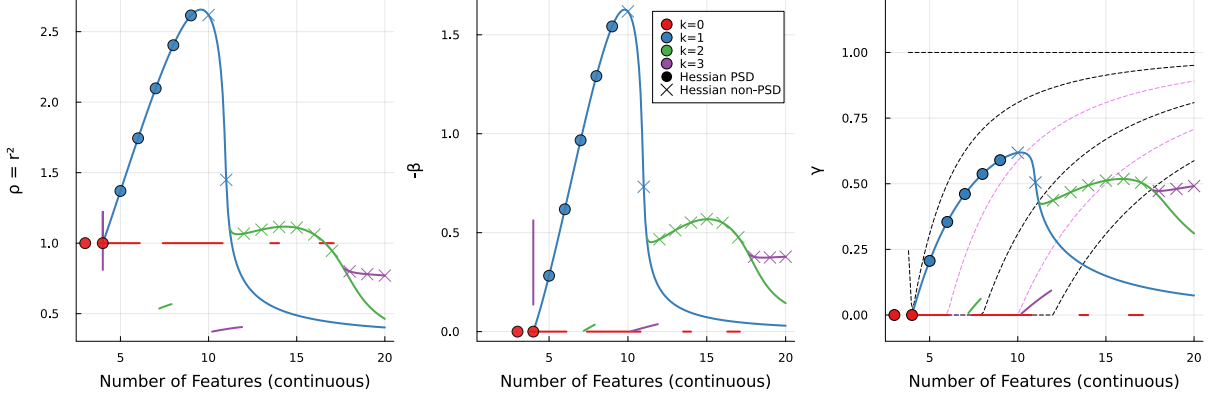 ρ = r²
2.5
2.0
1.5
1.0
0.5
5
10
15
20
Number of Features (continuous)
-β
1.5
1.0
0.5
0.0
5
10
15
20
Number of Features (continuous)
k=0
k=1
k=2
k=3
Hessian PSD
Hessian non-PSD
γ
1.00
0.75
0.50
0.25
0.00
5
10
15
20
Number of Features (continuous)